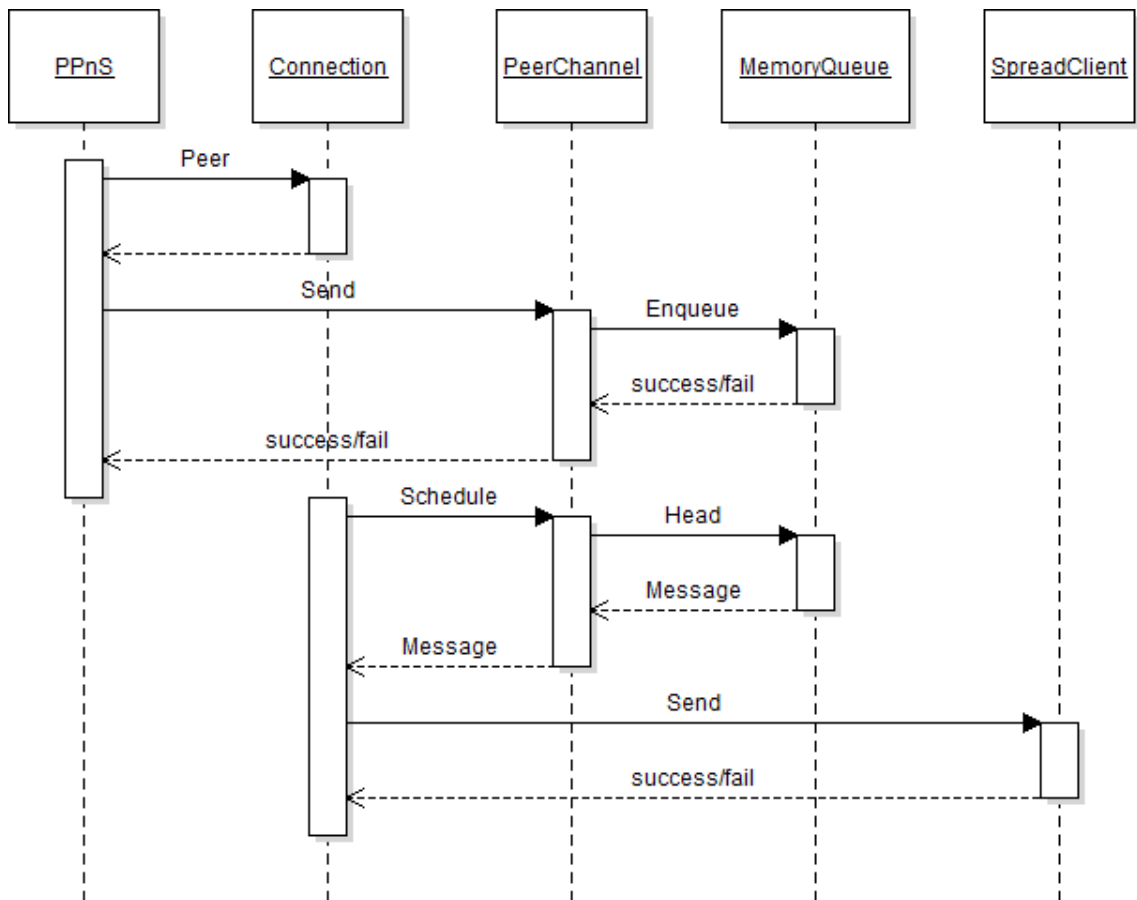 PPnS
Connection
PeerChannel
MemoryQueue
SpreadClient
Peer
Send
Enqueue
success/fail
success/fail
Schedule
Head
Message
Message
Send
success/fail